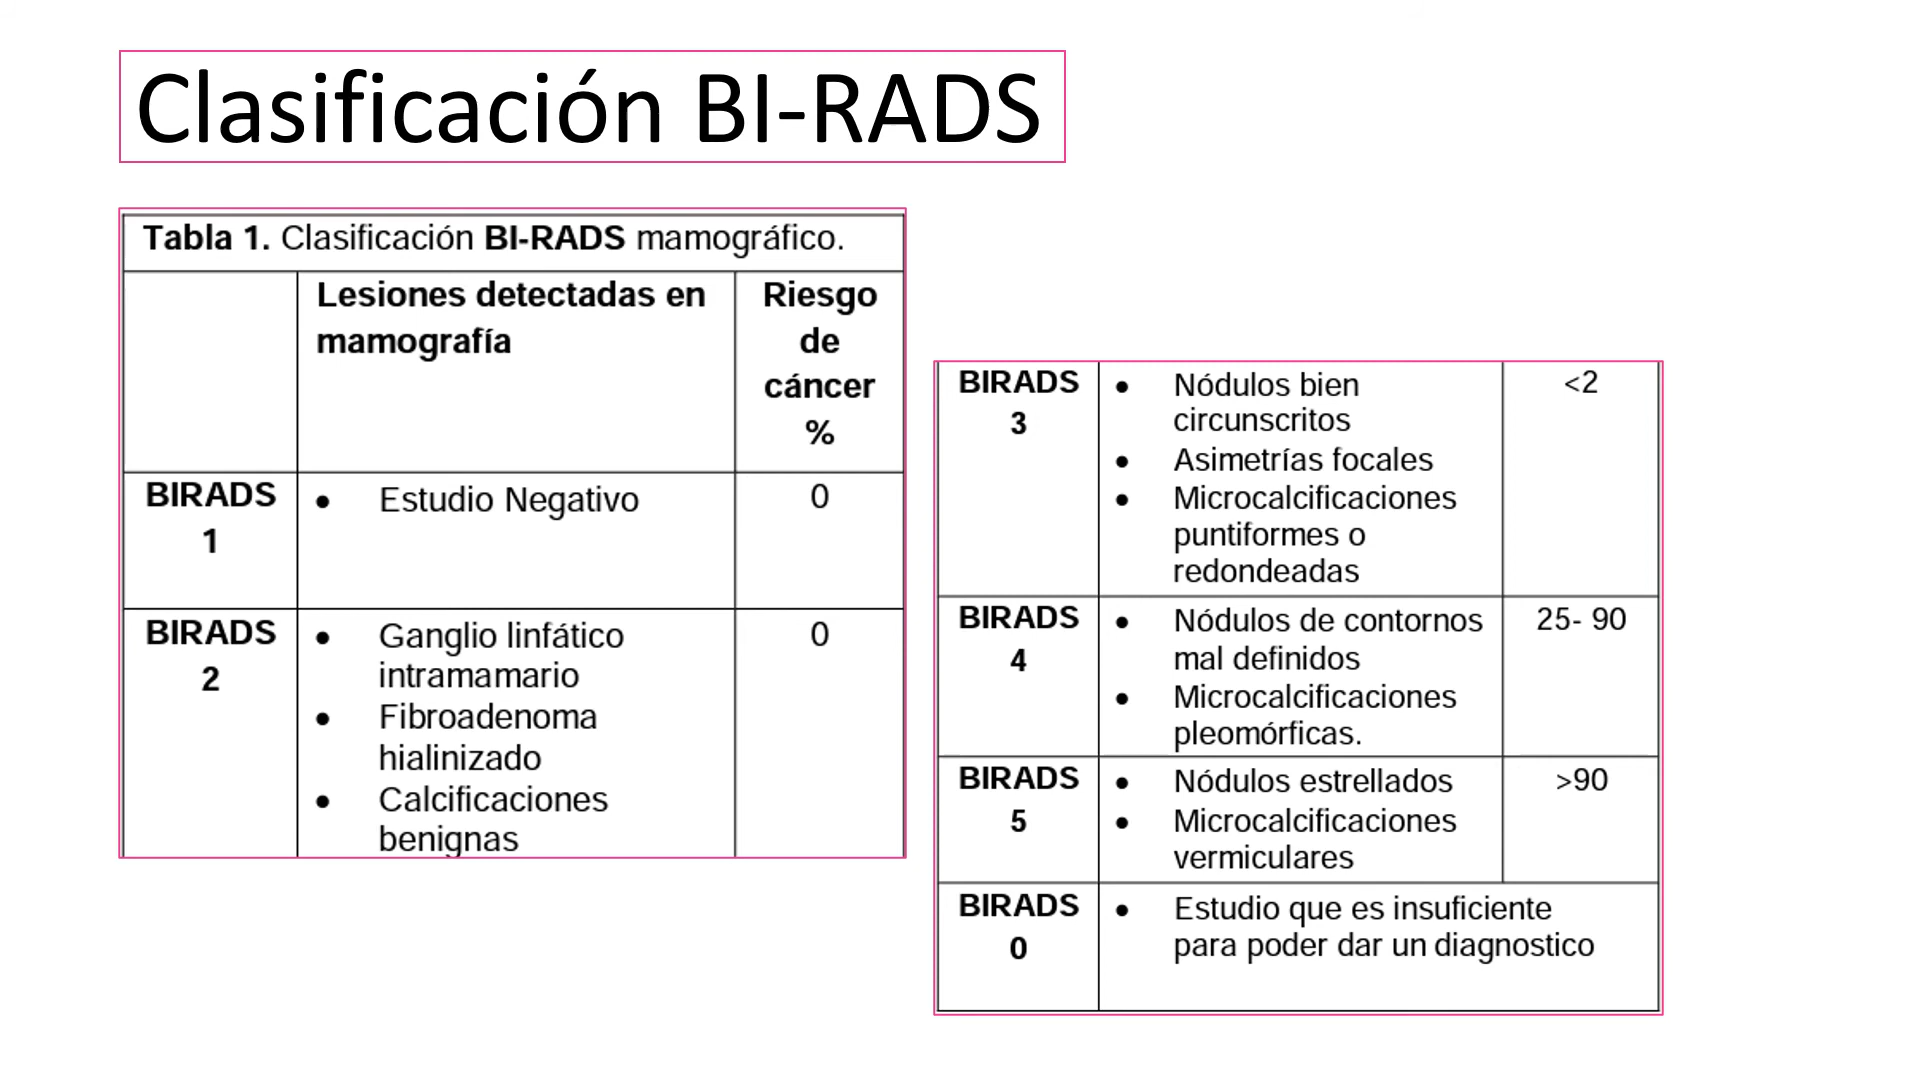 Clasificación BI-RADS
Tabla 1. Clasificación BI-RADS mamográfico.
Lesiones detectadas en
mamografía
Riesgo
de
cáncer
%
BIRADS
1
• Estudio Negativo
0
BIRADS
2
• Ganglio linfático
intramamario
• Fibroadenoma
hialinizado
• Calcificaciones
benignas
0
BIRADS
3
• Nódulos bien
circunscritos
• Asimetrías focales
• Microcalcificaciones
puntiformes o
redondeadas
<2
BIRADS
4
• Nódulos de contornos
mal definidos
• Microcalcificaciones
pleomórficas.
25- 90
BIRADS
5
• Nódulos estrellados
• Microcalcificaciones
vermiculares
>90
BIRADS
0
• Estudio que es insuficiente
para poder dar un diagnostico